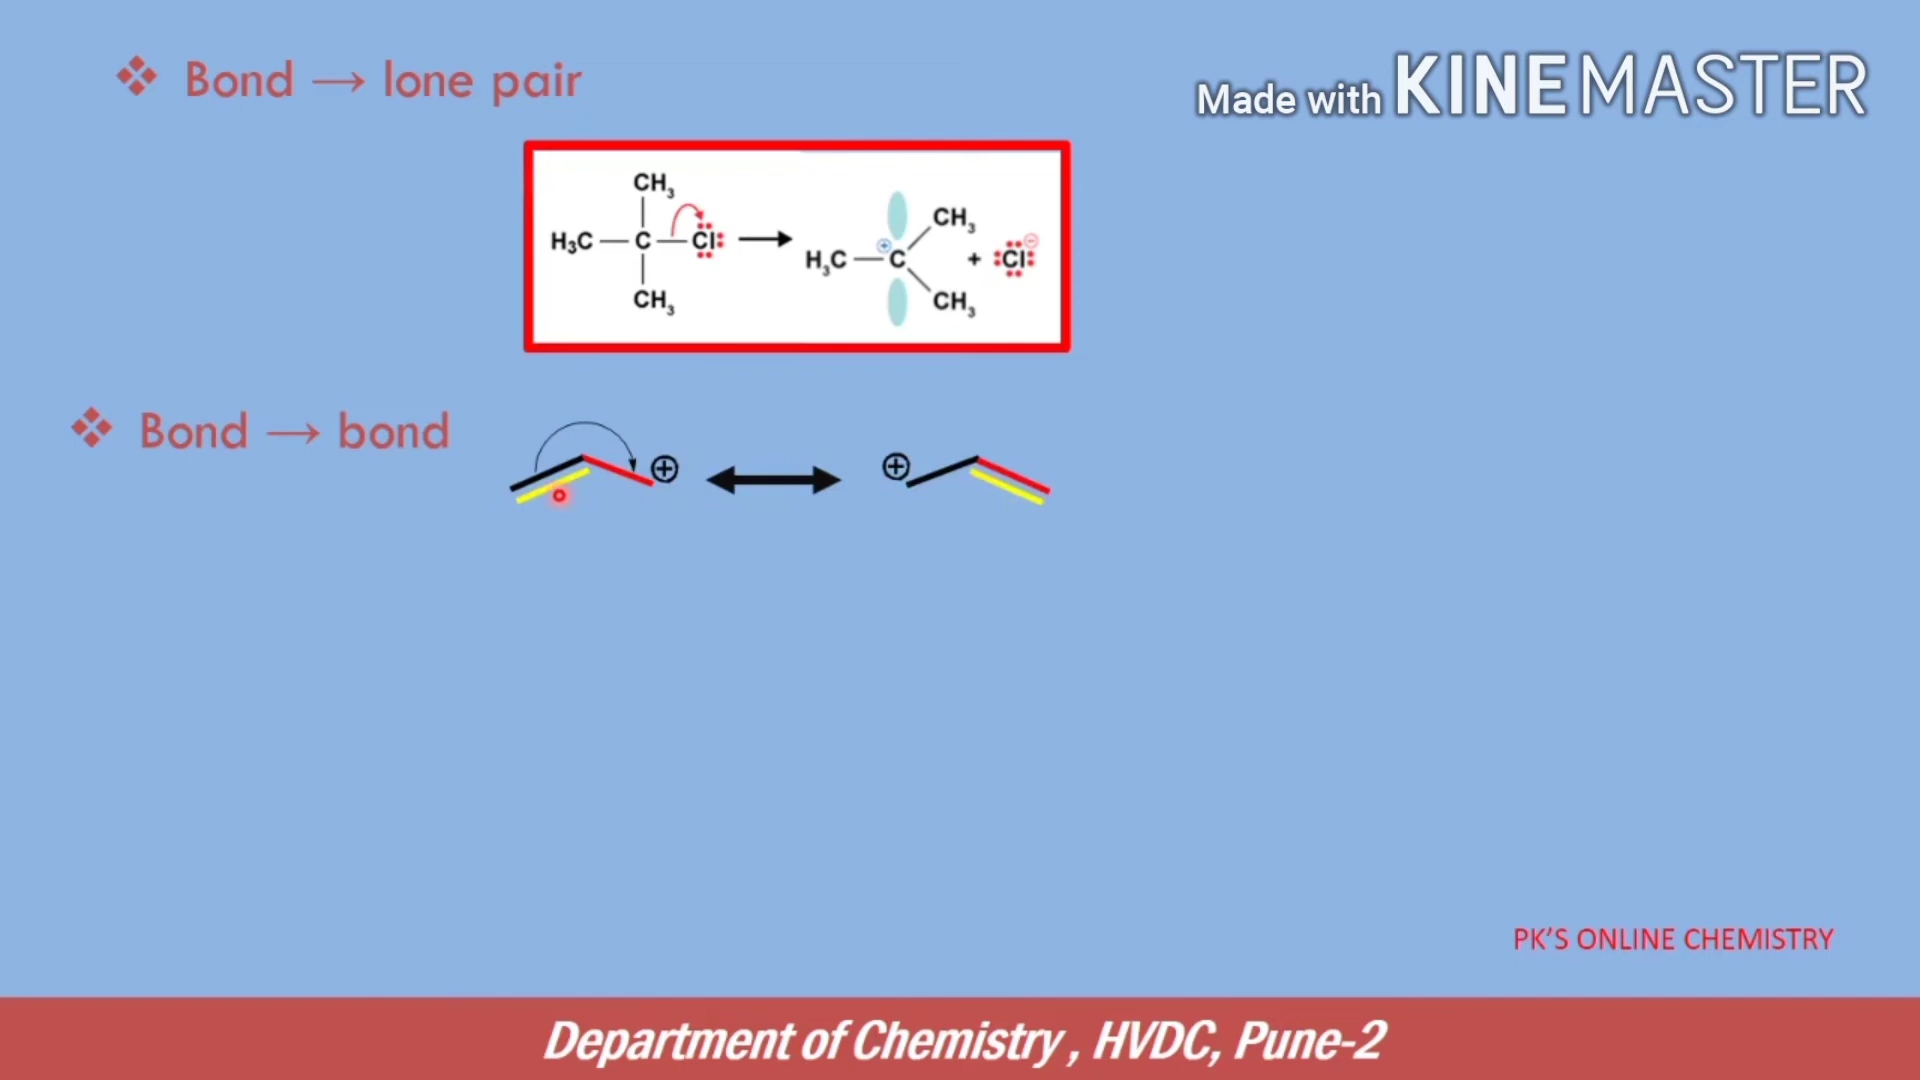 ❖ Bond → lone pair
Made with KINEMASTER
CH₃
H₃C — C — Cl
CH₃
CH₃
H₃C — C
CH₃
+ Cl ⊖
❖ Bond → bond
⊕
⊕
PK'S ONLINE CHEMISTRY
Department of Chemistry , HVDC, Pune-2